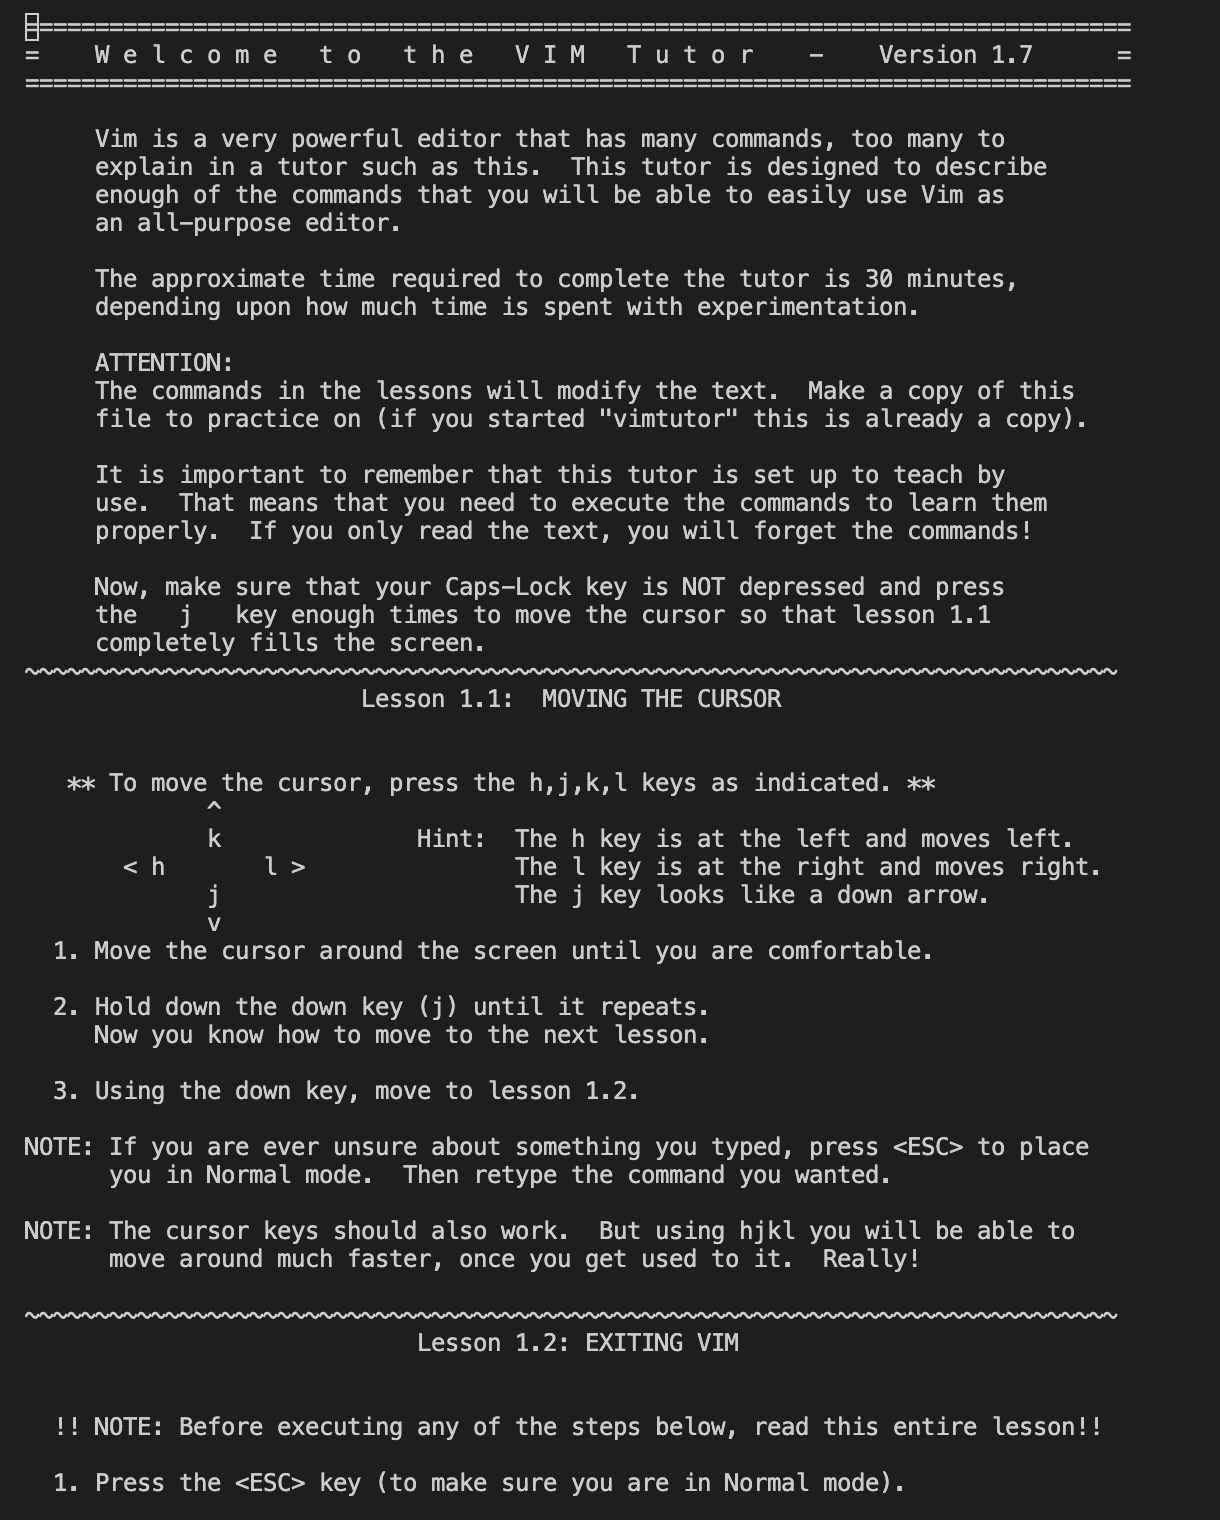 ===============================================================================
=    W e l c o m e   t o   t h e   V I M   T u t o r    -    Version 1.7      =
===============================================================================
     Vim is a very powerful editor that has many commands, too many to
     explain in a tutor such as this.  This tutor is designed to describe
     enough of the commands that you will be able to easily use Vim as
     an all-purpose editor.
     The approximate time required to complete the tutor is 30 minutes,
     depending upon how much time is spent with experimentation.
     ATTENTION:
     The commands in the lessons will modify the text.  Make a copy of this
     file to practice on (if you started "vimtutor" this is already a copy).
     It is important to remember that this tutor is set up to teach by
     use.  That means that you need to execute the commands to learn them
     properly.  If you only read the text, you will forget the commands!
     Now, make sure that your Caps-Lock key is NOT depressed and press
     the   j   key enough times to move the cursor so that lesson 1.1
     completely fills the screen.
~~~~~~~~~~~~~~~~~~~~~~~~~~~~~~~~~~~~~~~~~~~~~~~~~~~~~~~~~~~~~~~~~~~~~~~~~~~~~~
                        Lesson 1.1:  MOVING THE CURSOR
   ** To move the cursor, press the h,j,k,l keys as indicated. **
             ^
             k              Hint:  The h key is at the left and moves left.
       < h       l >               The l key is at the right and moves right.
             j                     The j key looks like a down arrow.
             v
  1. Move the cursor around the screen until you are comfortable.
  2. Hold down the down key (j) until it repeats.
     Now you know how to move to the next lesson.
  3. Using the down key, move to lesson 1.2.
NOTE: If you are ever unsure about something you typed, press <ESC> to place
      you in Normal mode.  Then retype the command you wanted.
NOTE: The cursor keys should also work.  But using hjkl you will be able to
      move around much faster, once you get used to it.  Really!
~~~~~~~~~~~~~~~~~~~~~~~~~~~~~~~~~~~~~~~~~~~~~~~~~~~~~~~~~~~~~~~~~~~~~~~~~~~~~~
                            Lesson 1.2: EXITING VIM
  !! NOTE: Before executing any of the steps below, read this entire lesson!!
  1. Press the <ESC> key (to make sure you are in Normal mode).